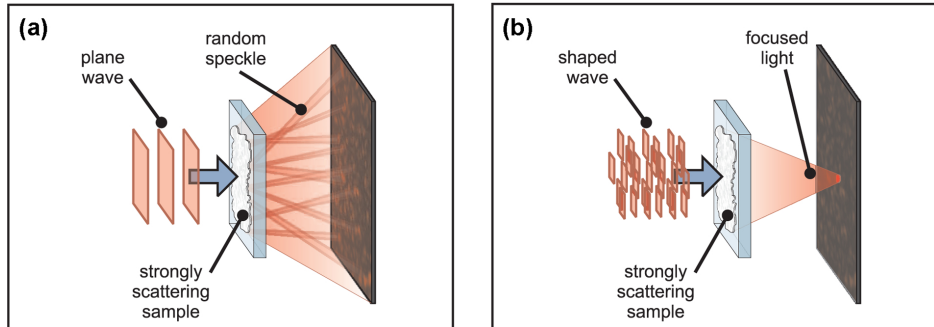 (a)
plane
wave
random
speckle
strongly
scattering
sample
(b)
shaped
wave
focused
light
strongly
scattering
sample